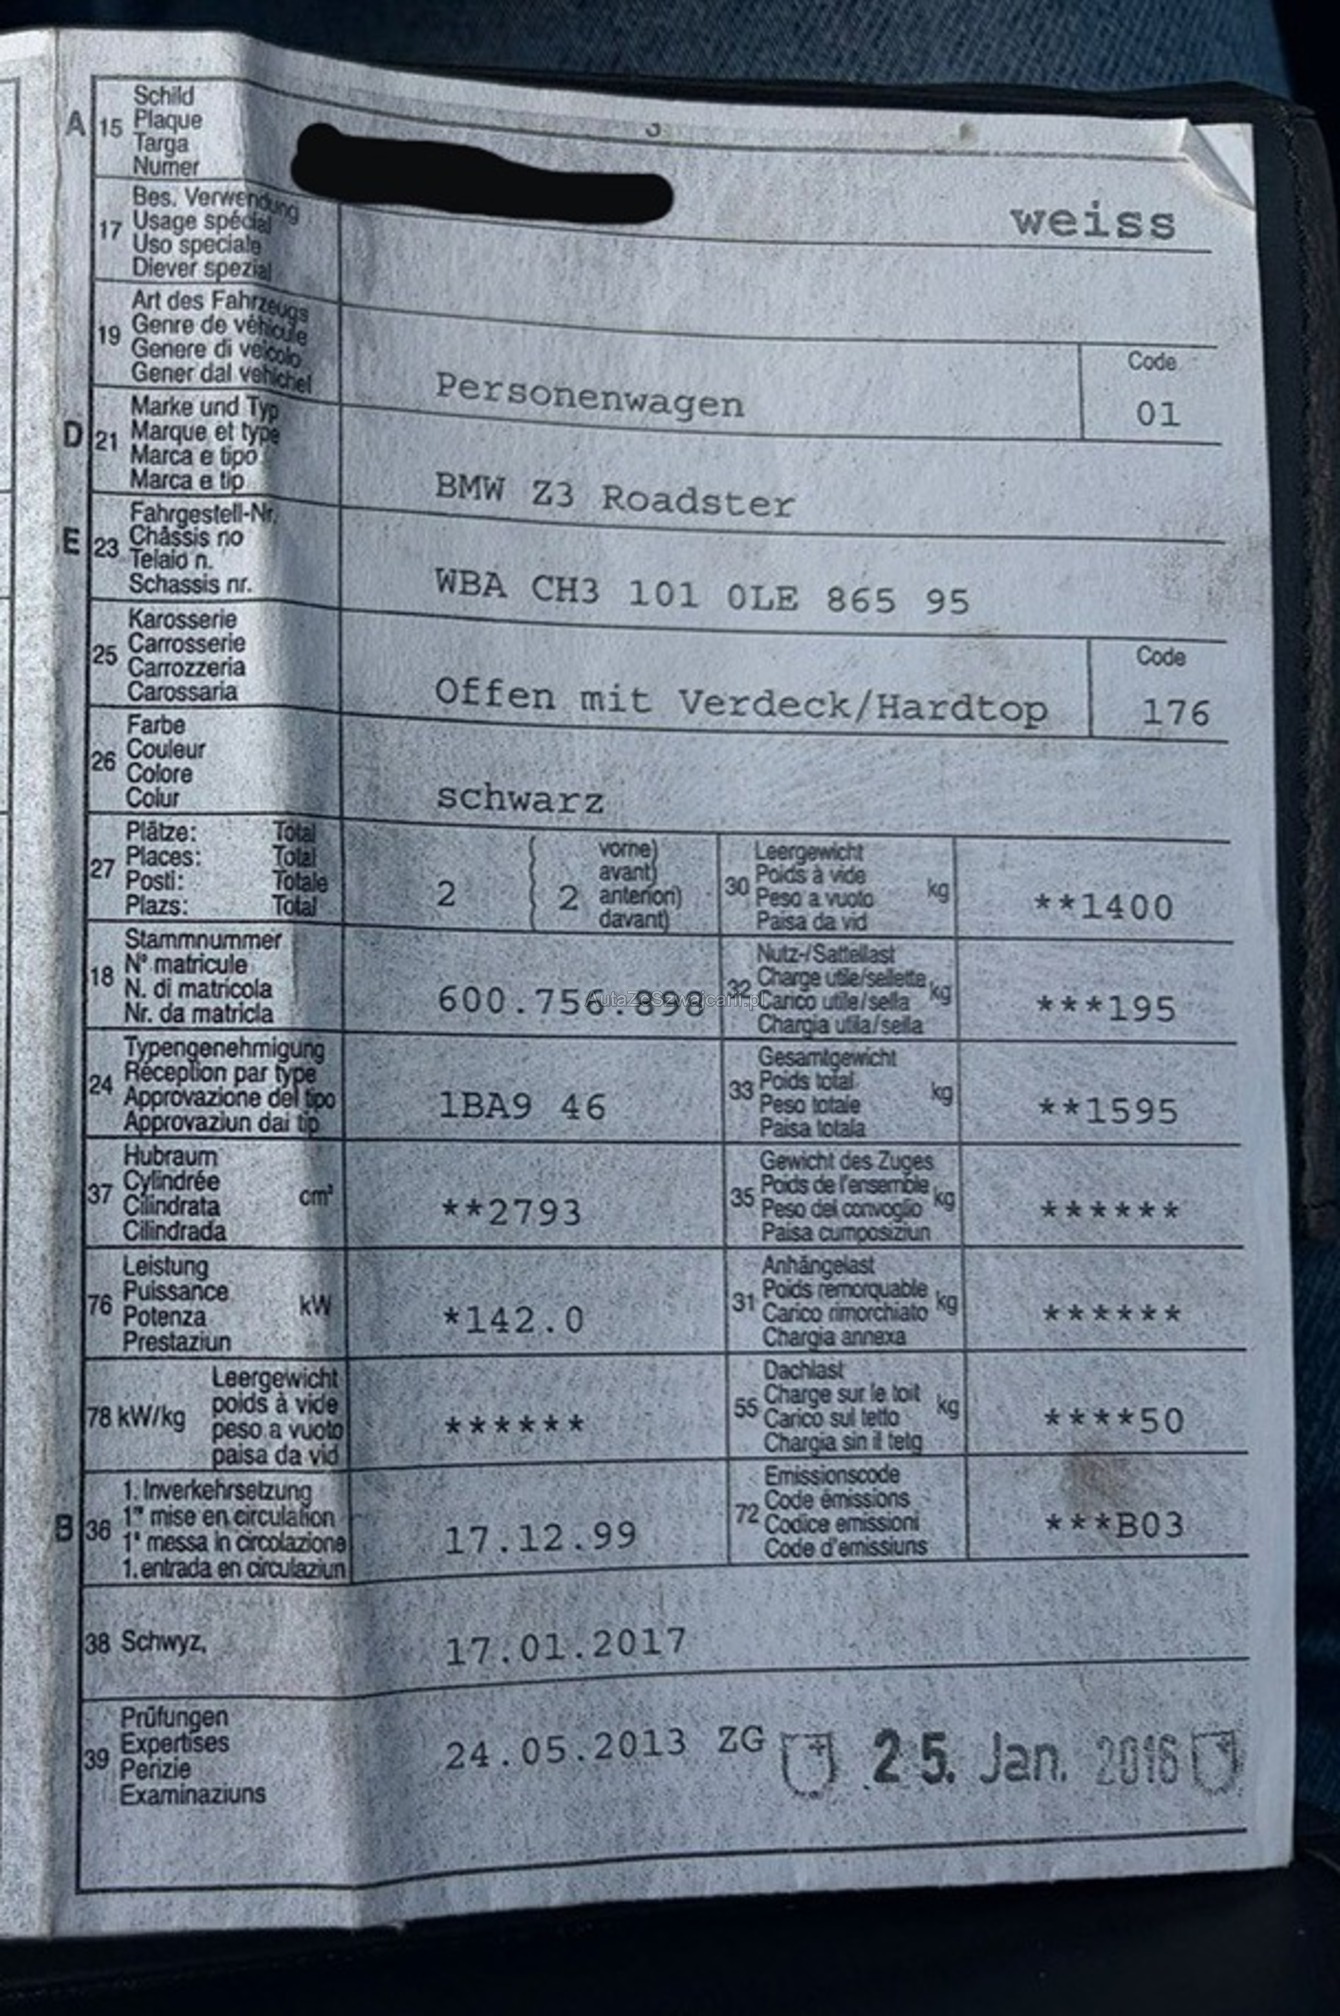 A 15 Schild
Plaque
Targa
Numer
weiss
17 Bes. Verwendung
Usage spécial
Uso speciale
Diever spezial
19 Art des Fahrzeugs
Genre de véhicule
Genere di veicolo
Gener dal vehichel
Personenwagen
Code
01
D 21 Marke und Typ
Marque et type
Marca e tipo
Marca e tip
BMW Z3 Roadster
E 23 Fahrgestell-Nr.
Châssis no
Telaio n.
Schassis nr.
WBA CH3 101 0LE 865 95
25 Karosserie
Carrosserie
Carrozzeria
Carossaria
Offen mit Verdeck/Hardtop
Code
176
26 Farbe
Couleur
Colore
Colur
schwarz
27 Plätze: Total
Places: Total
Posti: Totale
Plazs: Total
2 { 2 vorne)
avant)
anteriori)
davant)
30 Leergewicht
Poids à vide
Peso a vuoto
Paisa da vid
kg
**1400
18 Stammnummer
N° matricule
N. di matricola
Nr. da matricla
600.756.898
AutaZeSzwajcarii.pl
32 Nutz-/Sattellast
Charge utile/sellette
Carico utile/sella
Chargia utila/sella
kg
***195
24 Typengenehmigung
Réception par type
Approvazione del tipo
Approvaziun dal tip
1BA9 46
33 Gesamtgewicht
Poids total
Peso totale
Paisa totala
kg
**1595
37 Hubraum
Cylindrée
Cilindrata
Cilindrada
cm³
**2793
35 Gewicht des Zuges
Poids de l'ensemble
Peso del convoglio
Paisa cumposiziun
kg
******
76 Leistung
Puissance
Potenza
Prestaziun
kW
*142.0
31 Anhängelast
Poids remorquable
Carico rimorchiato
Chargia annexa
kg
******
78 kW/kg Leergewicht
poids à vide
peso a vuoto
paisa da vid
******
55 Dachlast
Charge sur le toit
Carico sul tetto
Chargia sin il tetg
kg
****50
B 36 1. Inverkehrsetzung
1re mise en circulation
1a messa in circolazione
1. entrada en circulaziun
17.12.99
72 Emissionscode
Code émissions
Codice emissioni
Code d'emissiuns
***B03
38 Schwyz,
17.01.2017
39 Prüfungen
Expertises
Perizie
Examinaziuns
24.05.2013 ZG
25. Jan. 2016